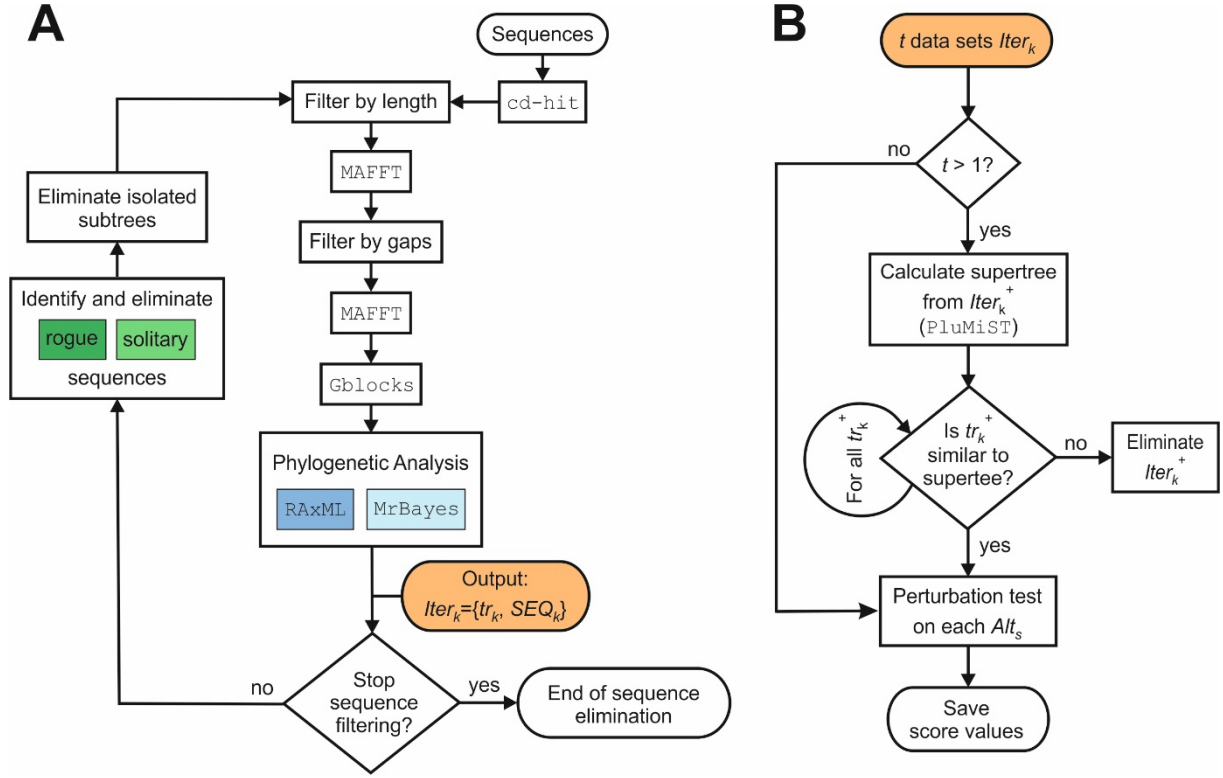 A
Sequences
cd-hit
Filter by length
MAFFT
Filter by gaps
MAFFT
Gblocks
Phylogenetic Analysis
RAxML MrBayes
Output:
Iterₖ={trₖ, SEQₖ}
Stop
sequence
filtering?
yes
End of sequence
elimination
no
Identify and eliminate
rogue solitary
sequences
Eliminate isolated
subtrees
B
t data sets Iterₖ
t > 1?
no
yes
Calculate supertree
from Iterₖ⁺
(PluMiST)
For all trₖ⁺
Is trₖ⁺
similar to
supertee?
no
Eliminate
Iterₖ⁺
yes
Perturbation test
on each Altₛ
Save
score values